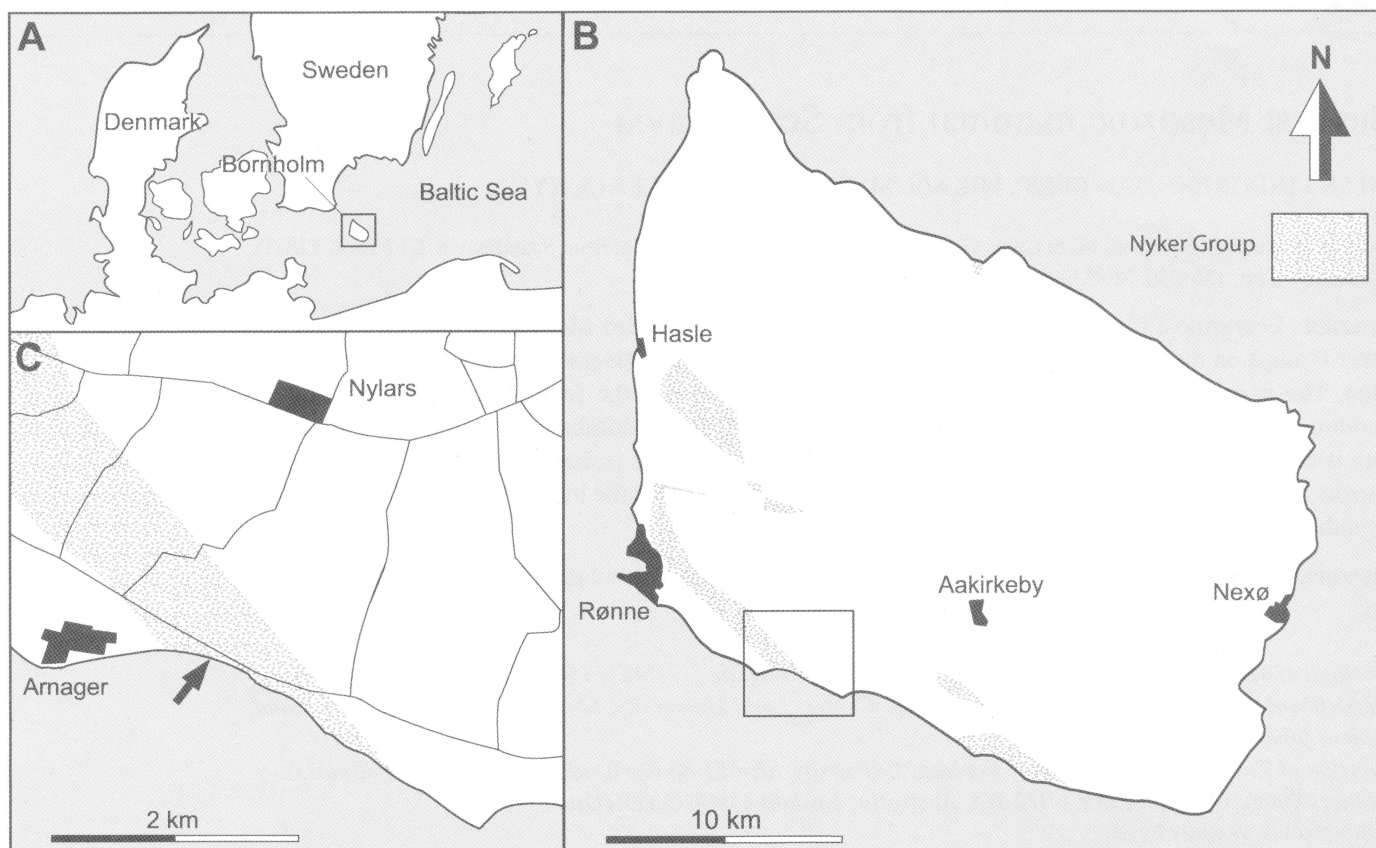 A
Sweden
Denmark
Bornholm
Baltic Sea
B
N
Nyker Group
Hasle
Rønne
Aakirkeby
Nexø
10 km
C
Nylars
Arnager
2 km